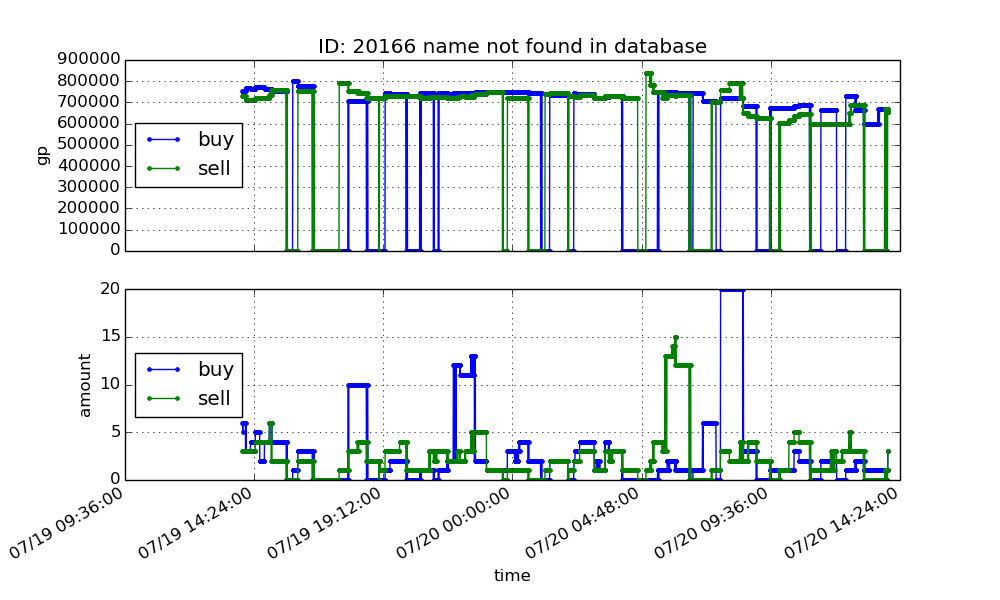 ID: 20166 name not found in database
900000
800000
700000
600000
500000
400000
300000
200000
100000
0
gp
buy
sell
20
15
10
5
0
amount
buy
sell
07/19 09:36:00
07/19 14:24:00
07/19 19:12:00
07/20 00:00:00
07/20 04:48:00
07/20 09:36:00
07/20 14:24:00
time